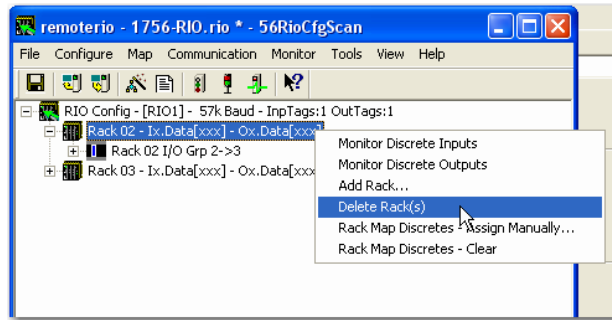 remoterio - 1756-RIO.rio * - 56RioCfgScan
File Configure Map Communication Monitor Tools View Help
RIO Config - [RIO1] - 57k Baud - InpTags:1 OutTags:1
Rack 02 - Ix.Data[xxx] - Ox.Data[xxx]
Rack 02 I/O Grp 2->3
Rack 03 - Ix.Data[xxx] - Ox.Data[xxx
Monitor Discrete Inputs
Monitor Discrete Outputs
Add Rack...
Delete Rack(s)
Rack Map Discretes - Assign Manually...
Rack Map Discretes - Clear